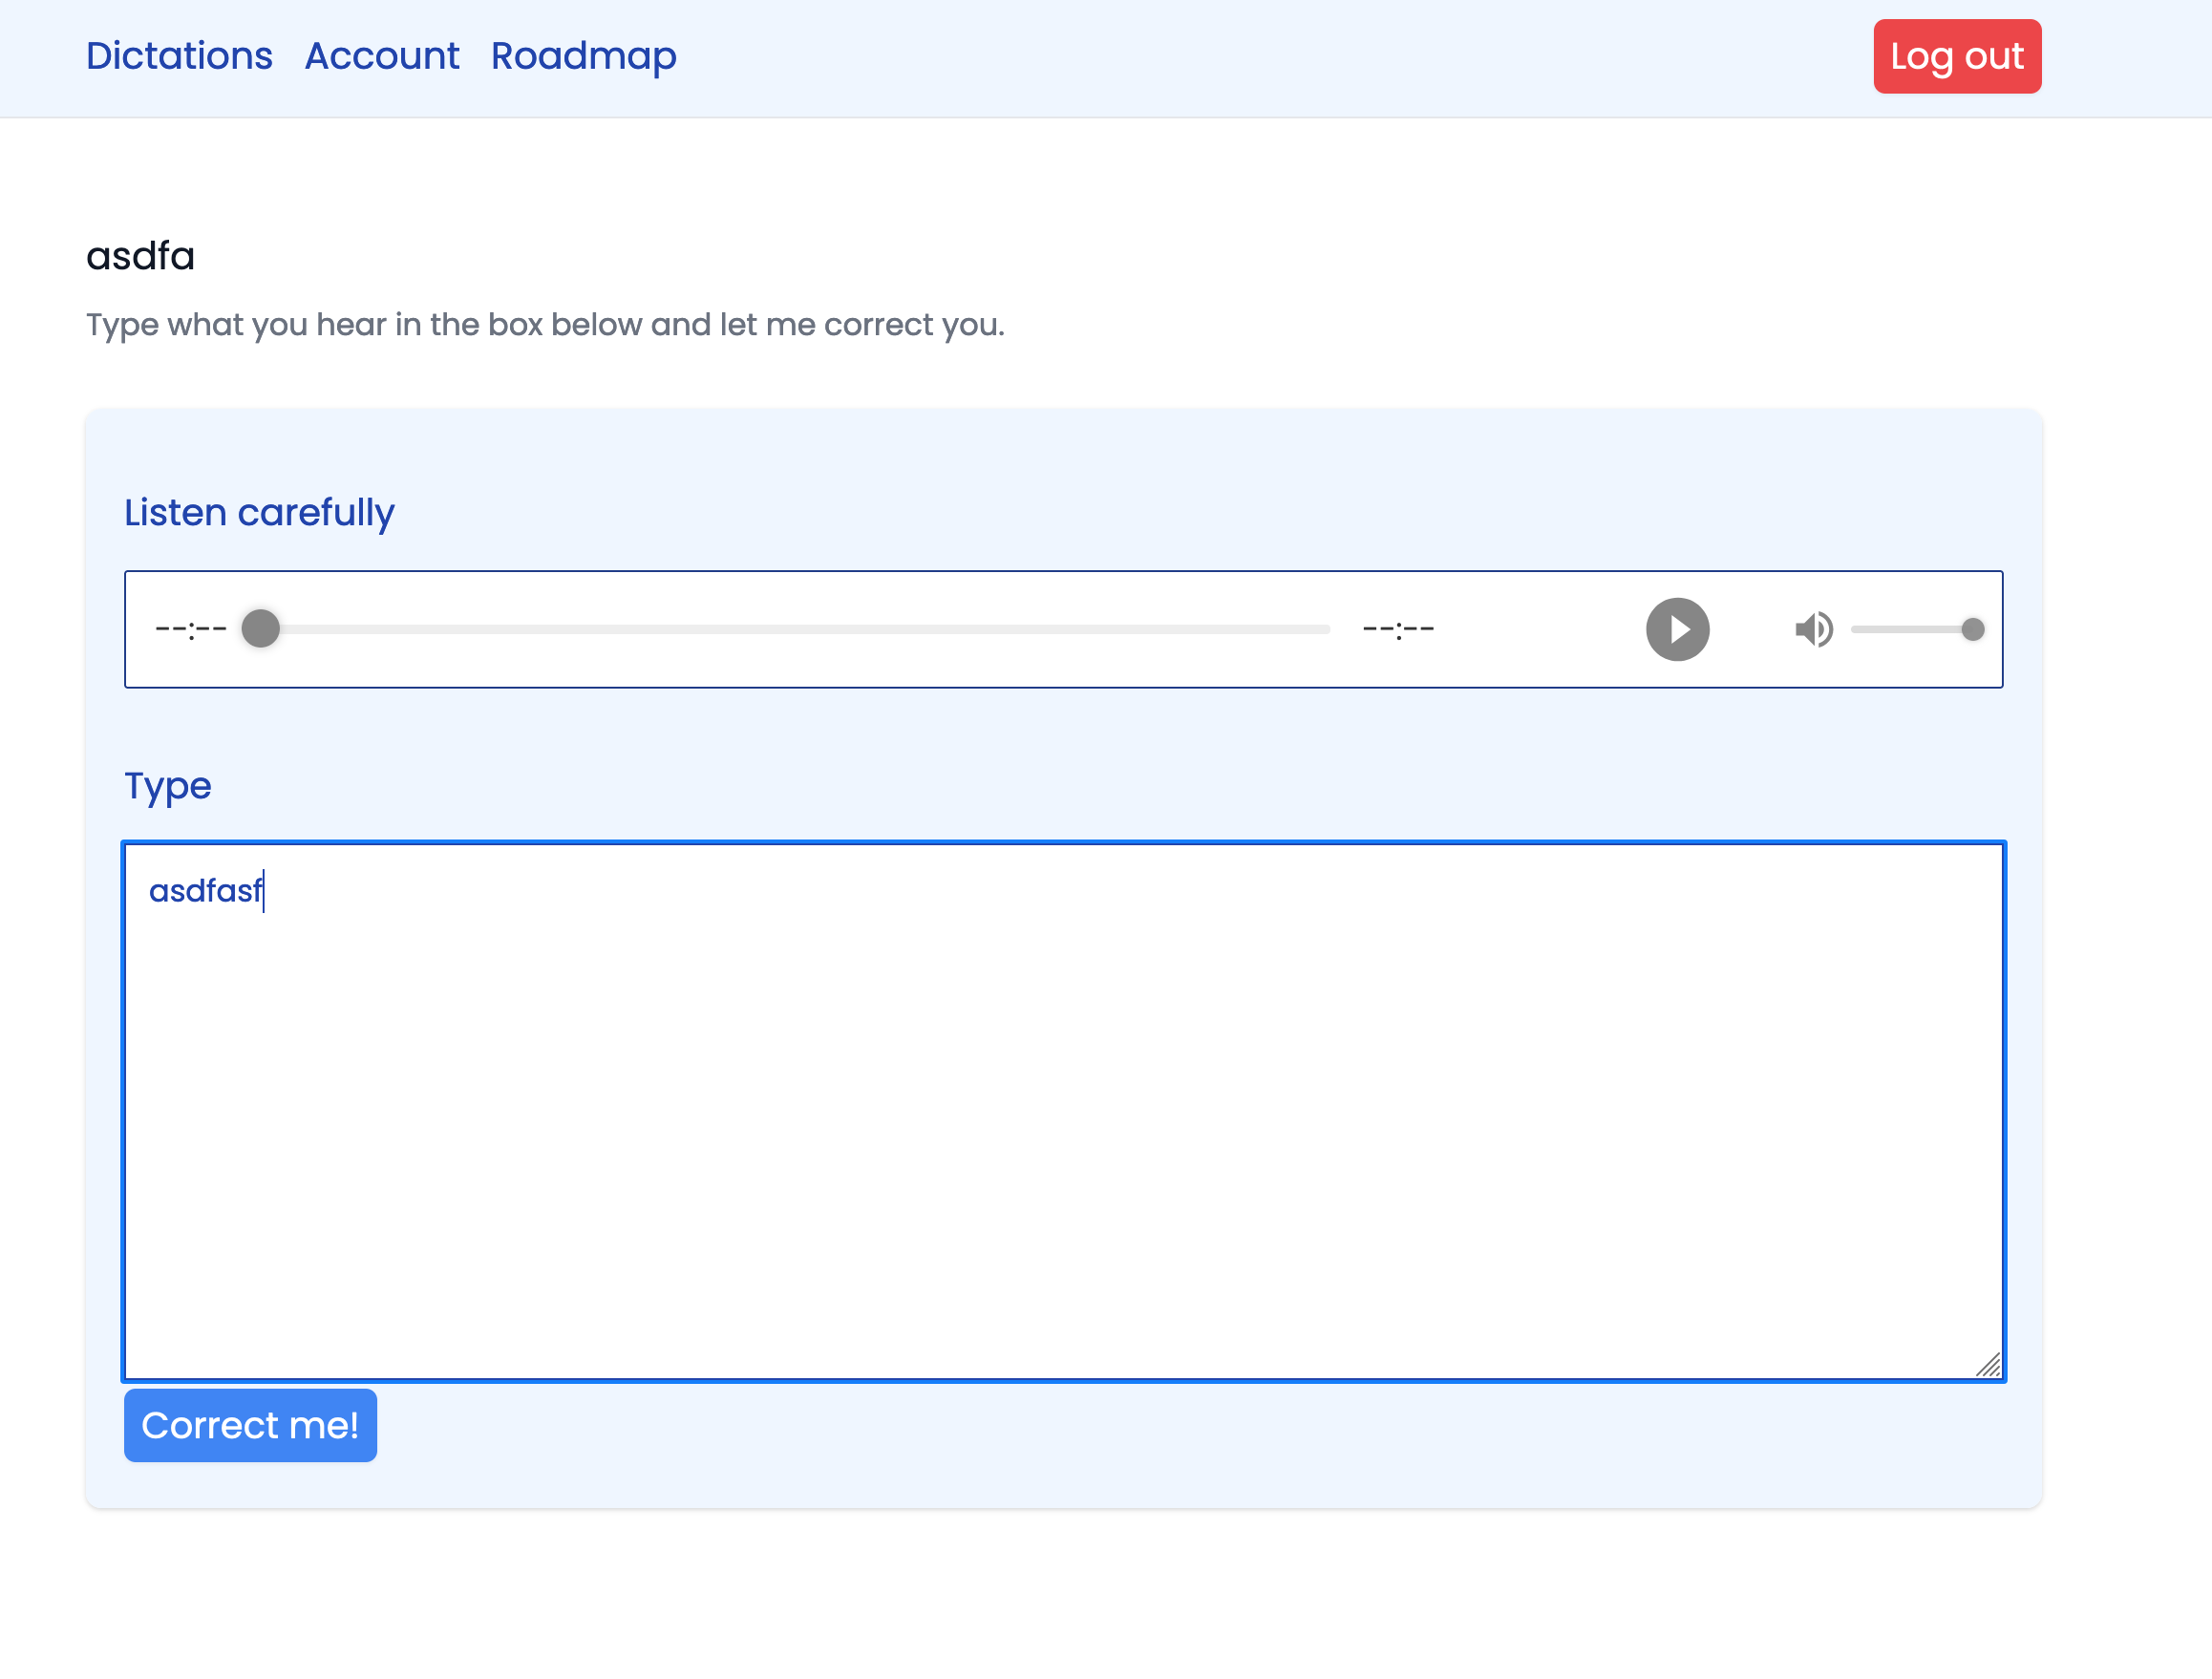 Dictations Account Roadmap Log out
asdfa
Type what you hear in the box below and let me correct you.
Listen carefully
--:-- --:--
Type
asdfasf
Correct me!